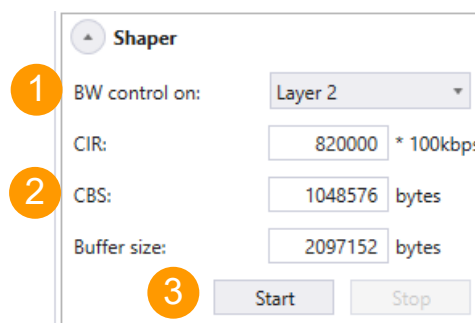 Shaper
1 BW control on: Layer 2
CIR: 820000 * 100kbps
2 CBS: 1048576 bytes
Buffer size: 2097152 bytes
3 Start Stop